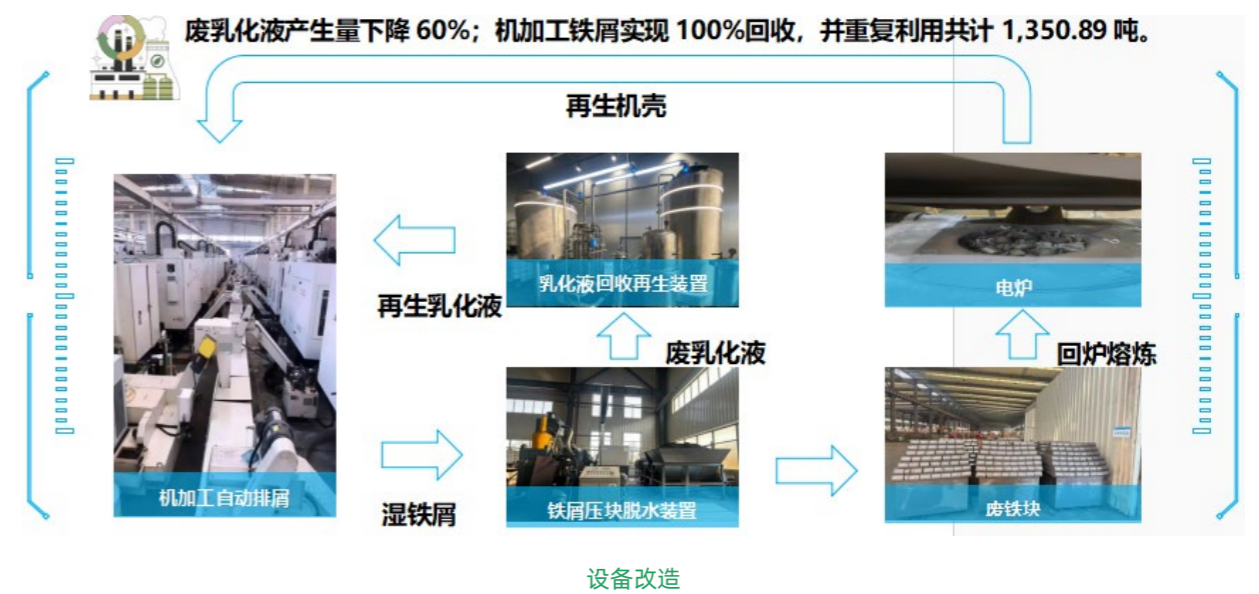 废乳化液产生量下降 60%；机加工铁屑实现 100%回收，并重复利用共计 1,350.89 吨。
再生机壳
乳化液回收再生装置
电炉
再生乳化液
废乳化液
回炉熔炼
机加工自动排屑
湿铁屑
铁屑压块脱水装置
废铁块
设备改造